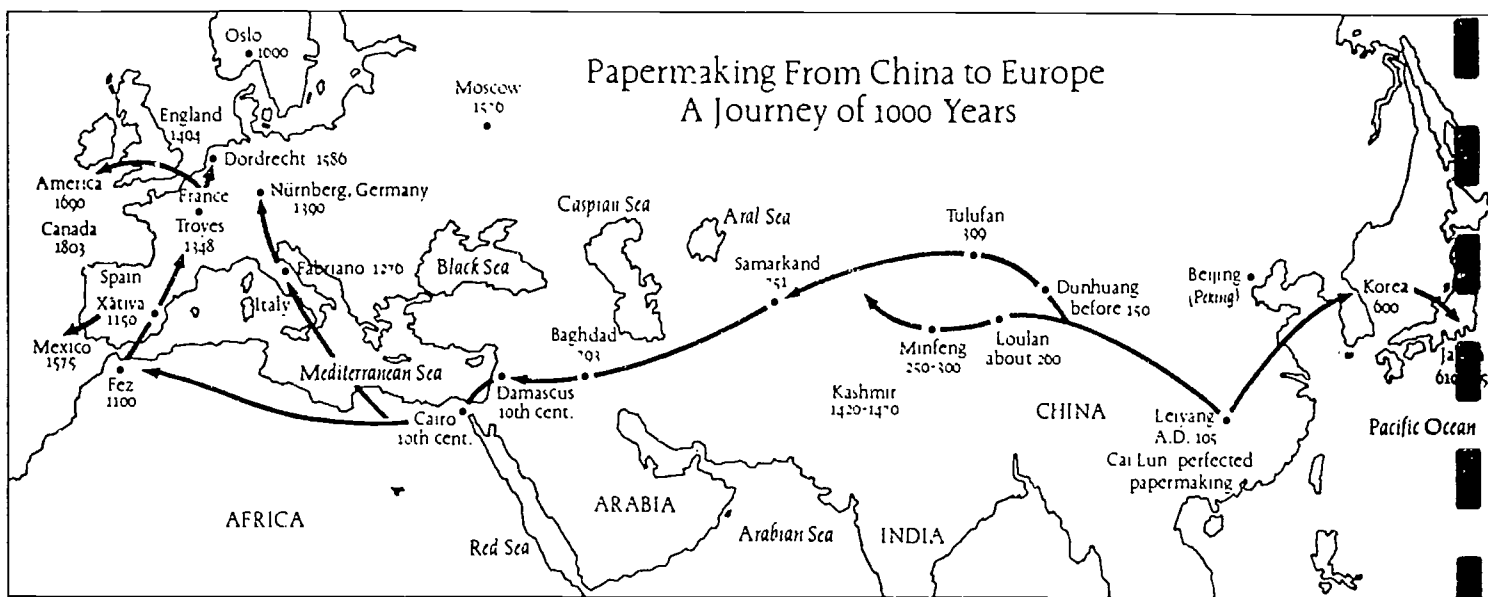 Papermaking From China to Europe
A Journey of 1000 Years
Oslo
1000
Moscow
England
1494
Dordrecht 1586
America
1690
France
Nürnberg, Germany
1390
Canada
1803
Troyes
1348
Spain
Xàtiva
1150
Fabriano 1276
Italy
Mexico
1575
Fez
1100
Black Sea
Caspian Sea
Aral Sea
Mediterranean Sea
Baghdad
793
Damascus
10th cent.
Cairo
10th cent.
Samarkand
751
Tulufan
399
Dunhuang
before 150
Minfeng
250-300
Loulan
about 260
Kashmir
1420-1470
Beijing
(Peking)
Korea
600
CHINA
Leiyang
A.D. 105
Cai Lun perfected
papermaking
Pacific Ocean
AFRICA
Red Sea
ARABIA
Arabian Sea
INDIA